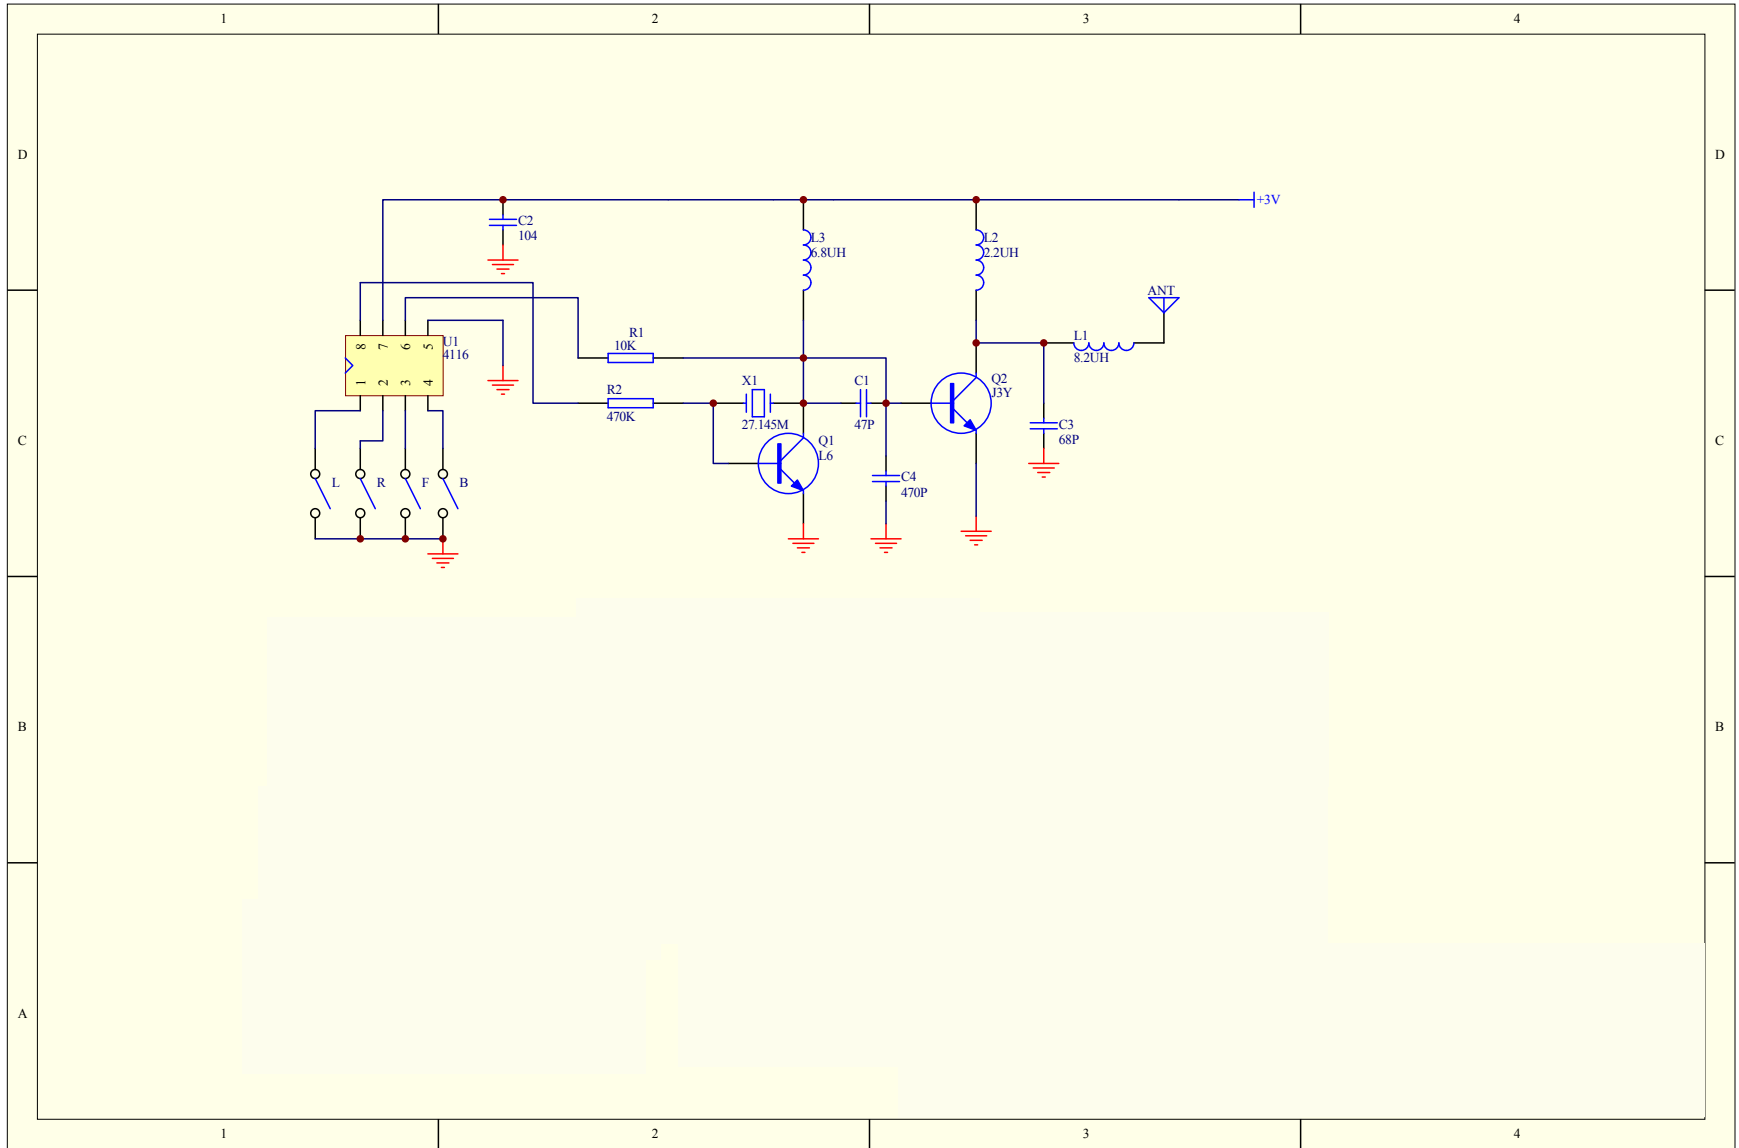 1 2 3 4
D D
+3V
C2
104
L3
6.8UH
L2
2.2UH
ANT
R1
10K
L1
8.2UH
U1
4116
8 7 6 5
1 2 3 4
R2
470K
X1
27.145M
C1
47P
Q2
J3Y
C3
68P
Q1
L6
C4
470P
L R F B
C C
B B
A A
1 2 3 4